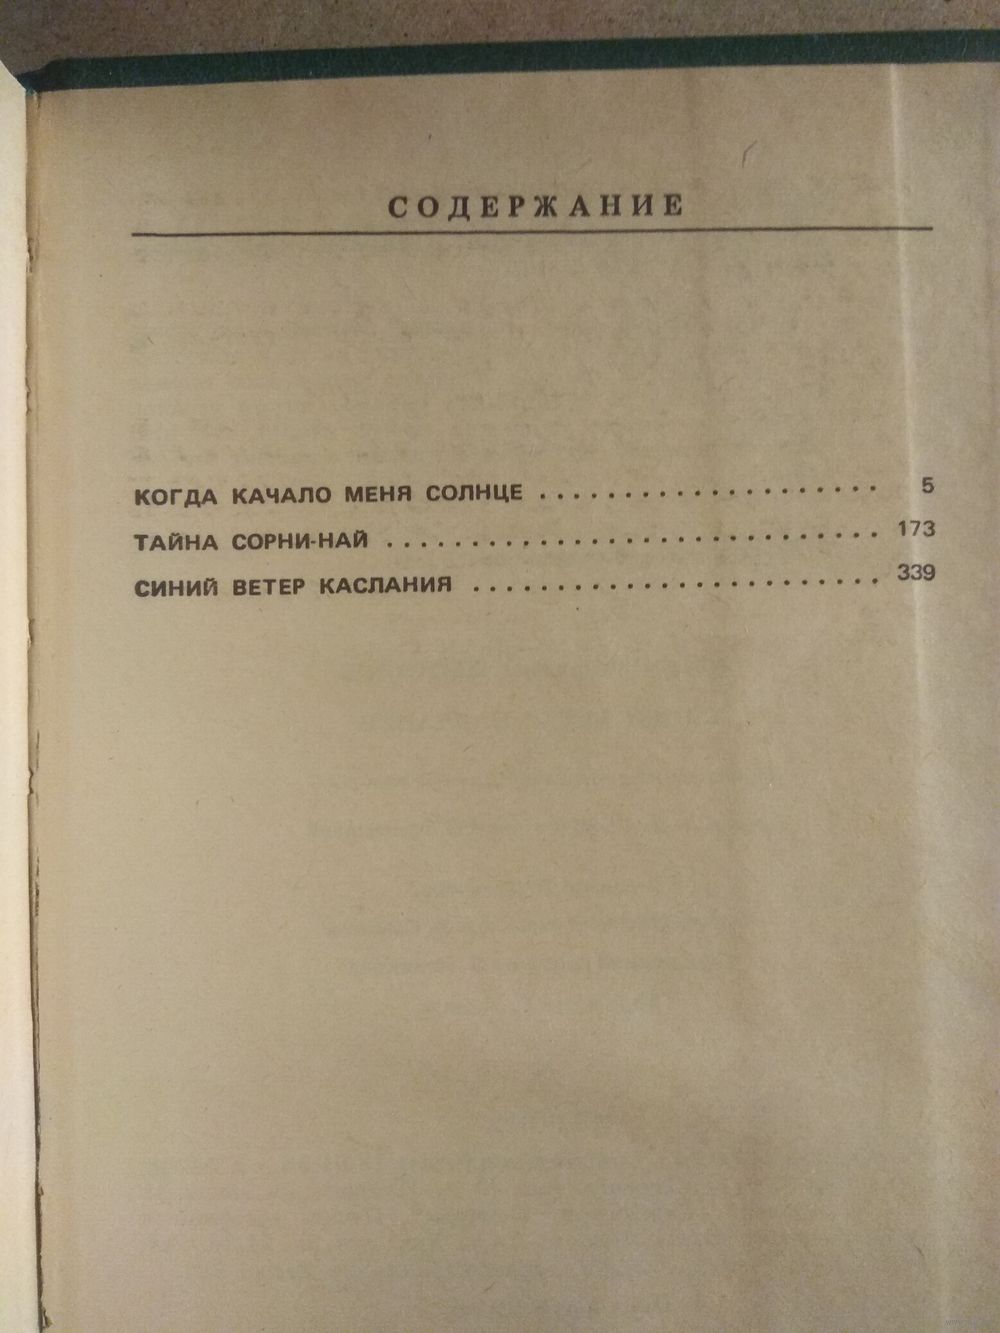 СОДЕРЖАНИЕ
КОГДА КАЧАЛО МЕНЯ СОЛНЦЕ . . . . . . . . . . . . . . . . . . . . 5
ТАЙНА СОРНИ-НАЙ . . . . . . . . . . . . . . . . . . . . . . . . . . . . . 173
СИНИЙ ВЕТЕР КАСЛАНИЯ . . . . . . . . . . . . . . . . . . . . . . . . 339